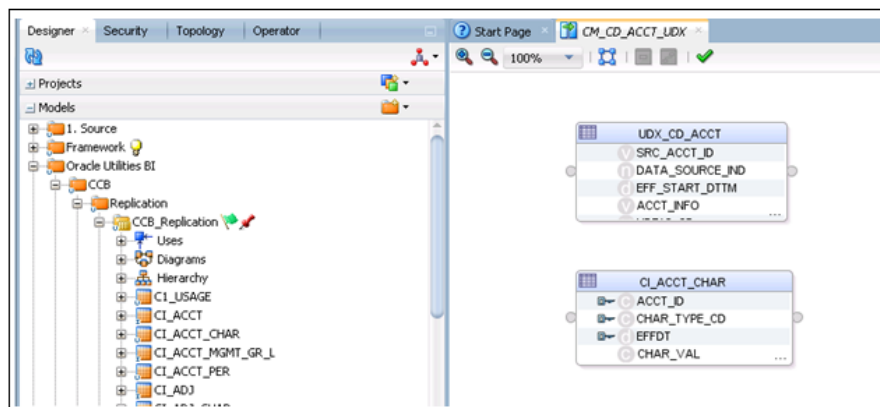 Designer
Security
Topology
Operator
Projects
Models
1. Source
Framework
Oracle Utilities BI
CCB
Replication
CCB_Replication
Uses
Diagrams
Hierarchy
C1_USAGE
CI_ACCT
CI_ACCT_CHAR
CI_ACCT_MGMT_GR_L
CI_ACCT_PER
CI_ADJ
Start Page
CM_CD_ACCT_UDX
100%
UDX_CD_ACCT
SRC_ACCT_ID
DATA_SOURCE_IND
EFF_START_DTTM
ACCT_INFO
...
CI_ACCT_CHAR
ACCT_ID
CHAR_TYPE_CD
EFFDT
CHAR_VAL
...